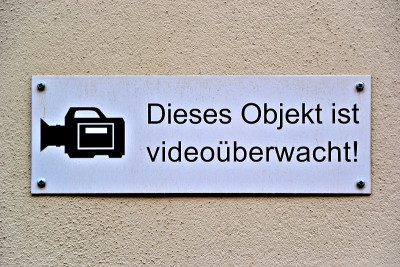 Dieses Objekt ist
videoüberwacht!